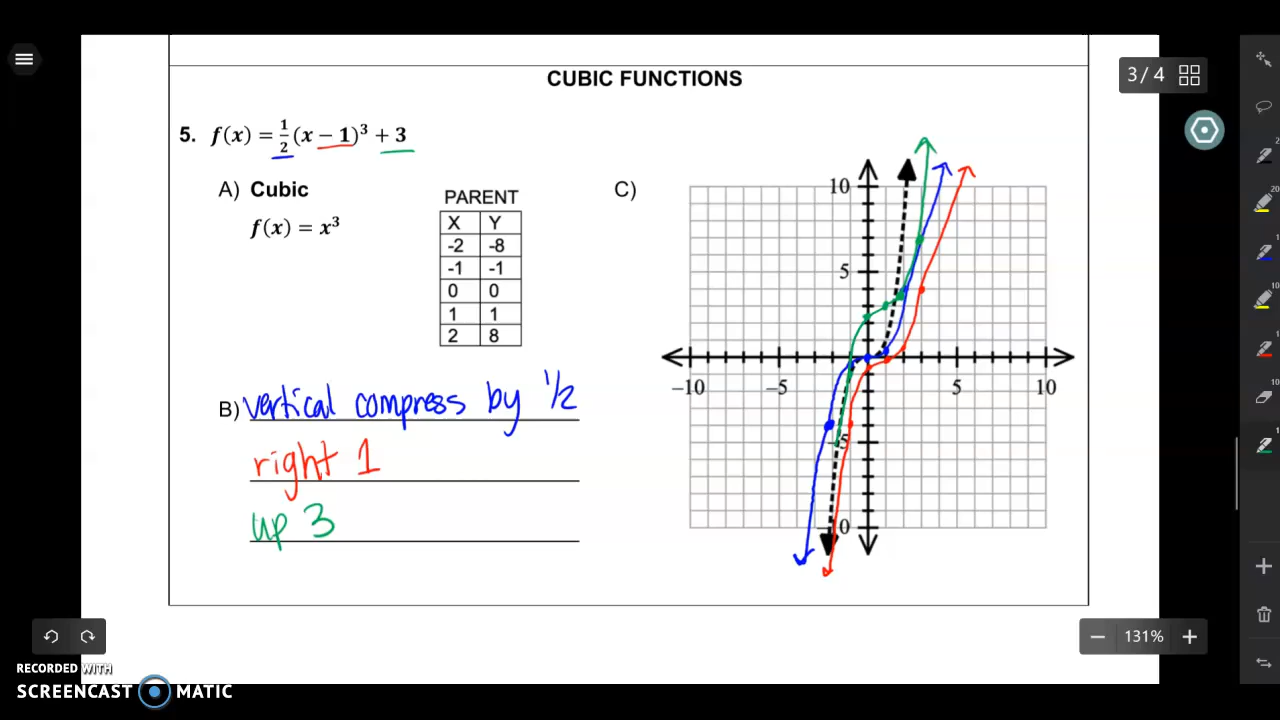 3 / 4
CUBIC FUNCTIONS
5. f(x) = 1/2 (x − 1)³ + 3
A) Cubic
f(x) = x³
PARENT
X Y
-2 -8
-1 -1
0 0
1 1
2 8
B) vertical compress by 1/2
right 1
up 3
C)
10
5
−10 −5 5 10
−5
0
131%
RECORDED WITH
SCREENCAST MATIC